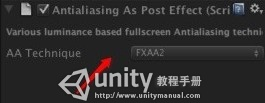 Antialiasing As Post Effect (Scri
Various luminance based fullscreen Antialiasing techni
AA Technique
FXAA2
unity 教程手册
www.unitymanual.com